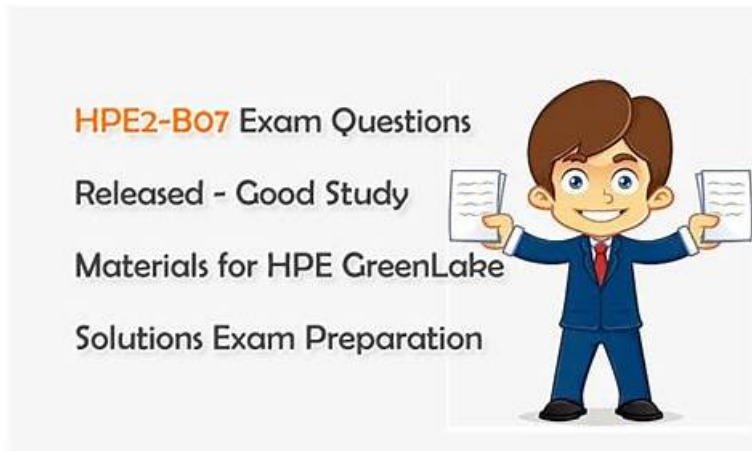 HPE2-B07 Exam Questions
Released - Good Study
Materials for HPE GreenLake
Solutions Exam Preparation